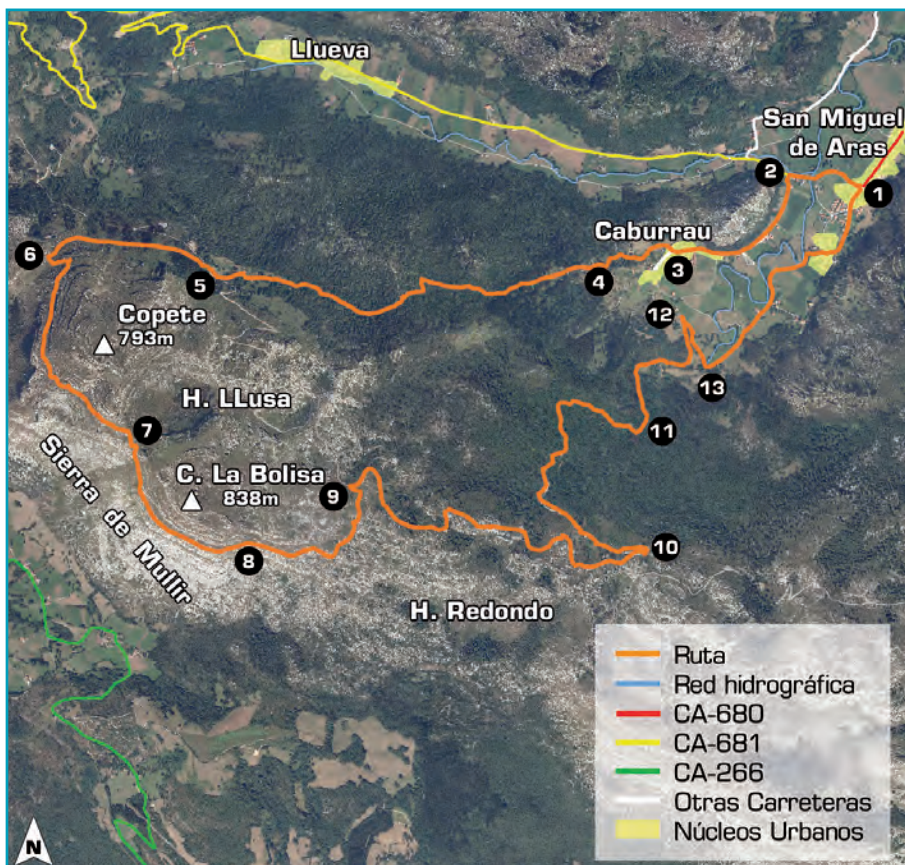 Llueva
San Miguel
de Aras
2
1
Caburrau
6
3
4
5
12
Copete
793m
13
H. LLusa
7
11
Sierra de Mullir
C. La Bolisa
838m
9
8
10
H. Redondo
Ruta
Red hidrográfica
CA-680
CA-681
CA-266
Otras Carreteras
Núcleos Urbanos
N